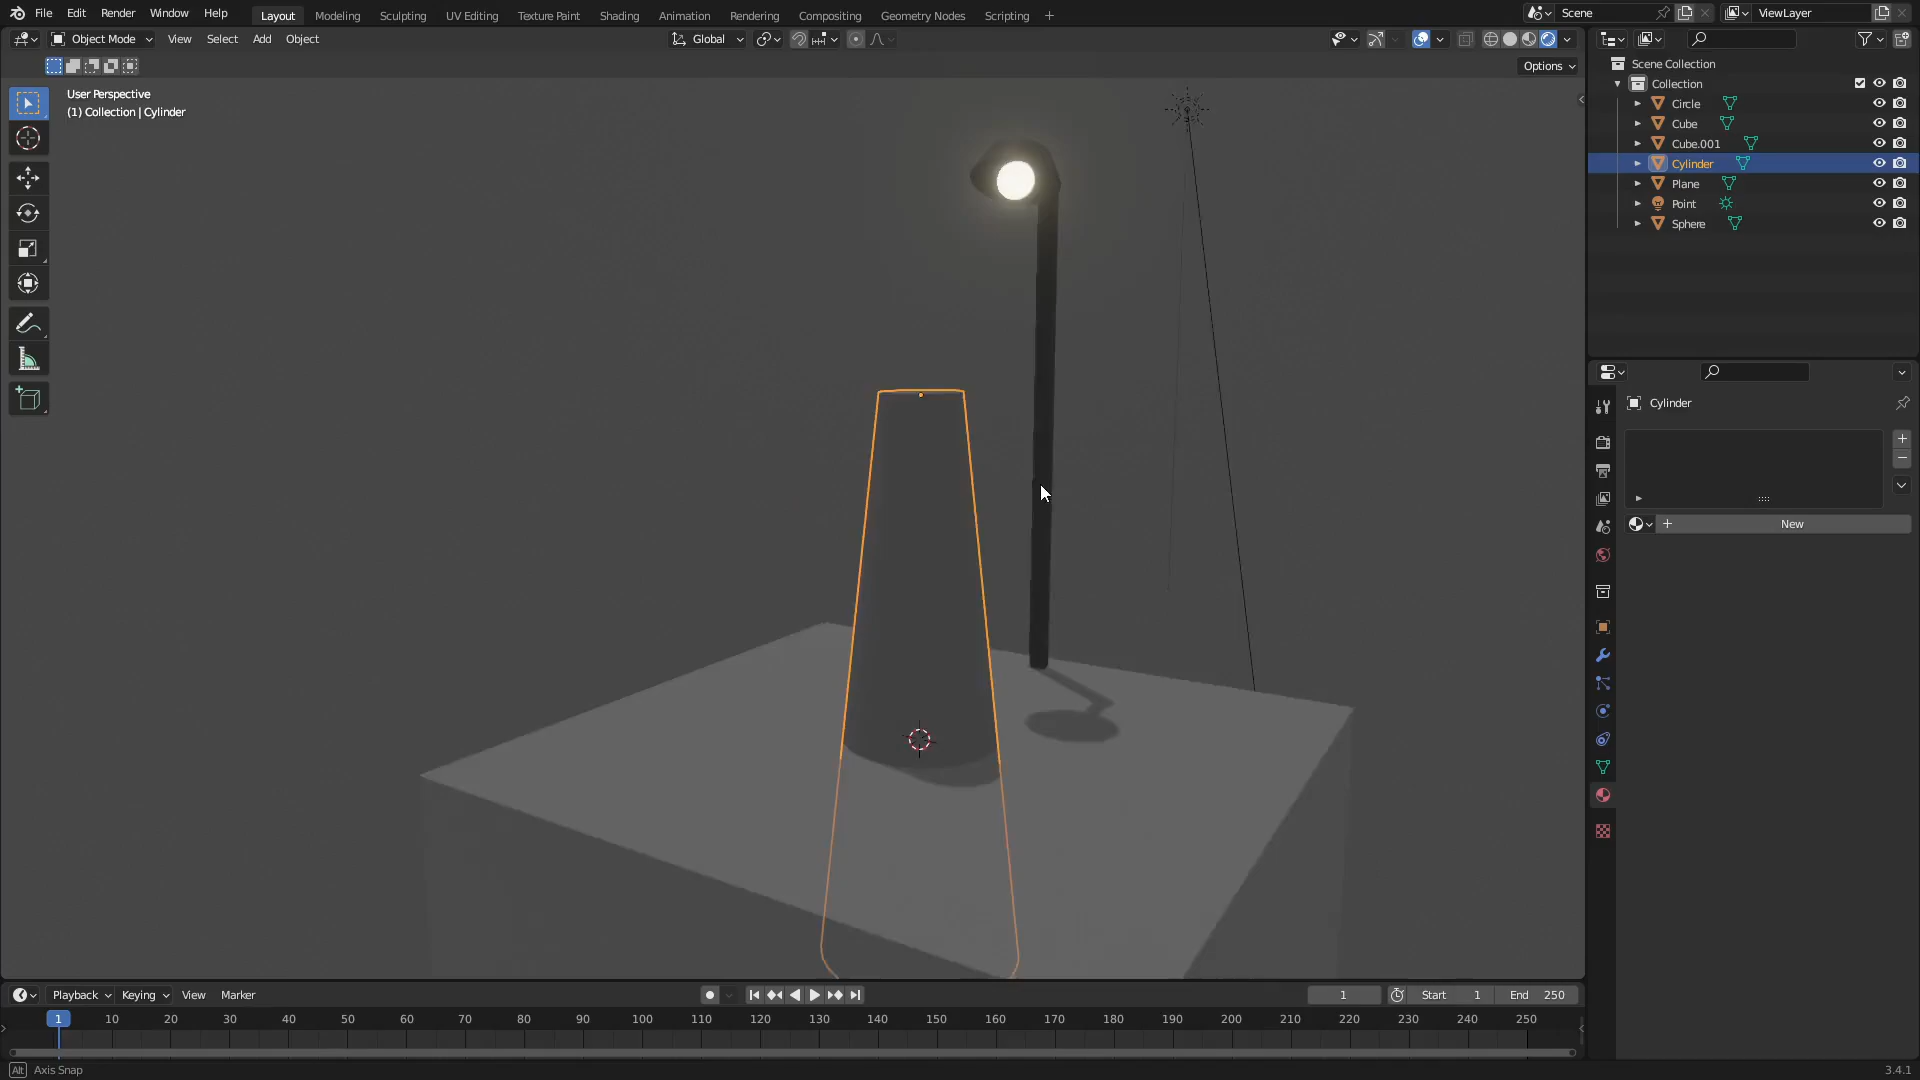 File Edit Render Window Help Layout Modeling Sculpting UV Editing Texture Paint Shading Animation Rendering Compositing Geometry Nodes Scripting + Scene ViewLayer
Object Mode View Select Add Object Global
Options
User Perspective
(1) Collection | Cylinder
Scene Collection
Collection
Circle
Cube
Cube.001
Cylinder
Plane
Point
Sphere
Cylinder
+ New
Playback Keying View Marker 1 Start 1 End 250
1 10 20 30 40 50 60 70 80 90 100 110 120 130 140 150 160 170 180 190 200 210 220 230 240 250
Alt Axis Snap 3.4.1